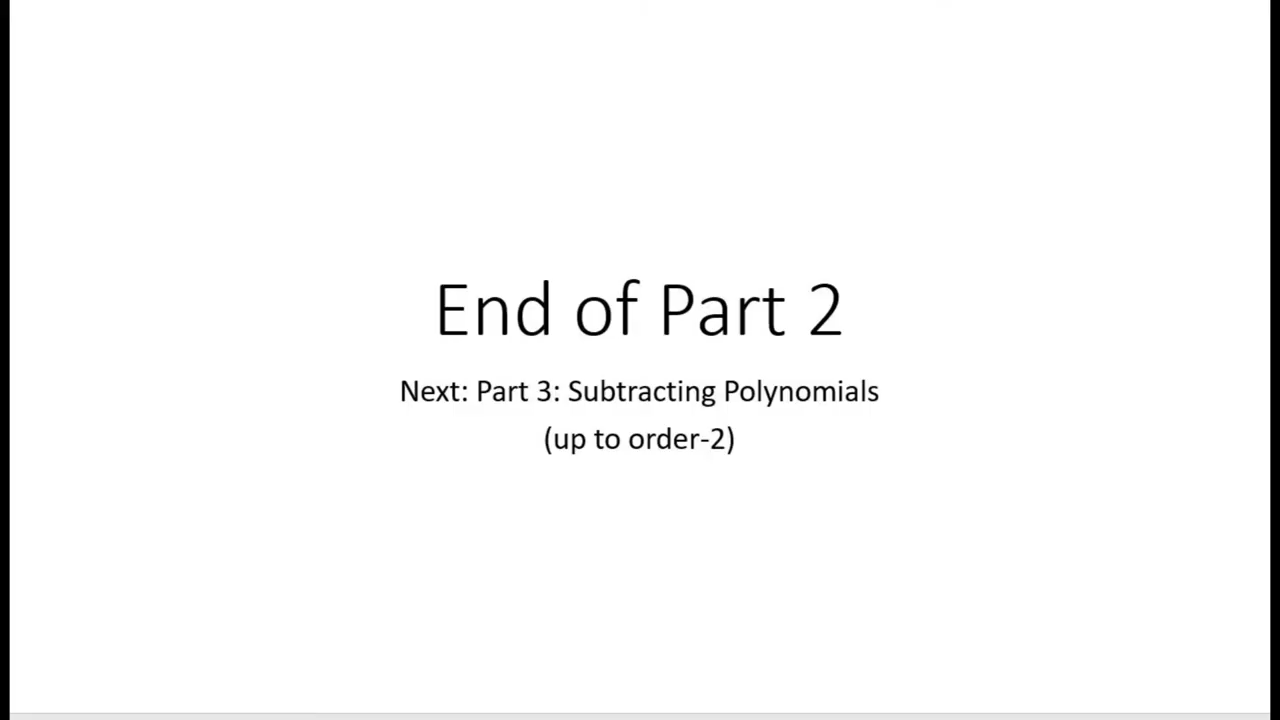 End of Part 2
Next: Part 3: Subtracting Polynomials
(up to order-2)